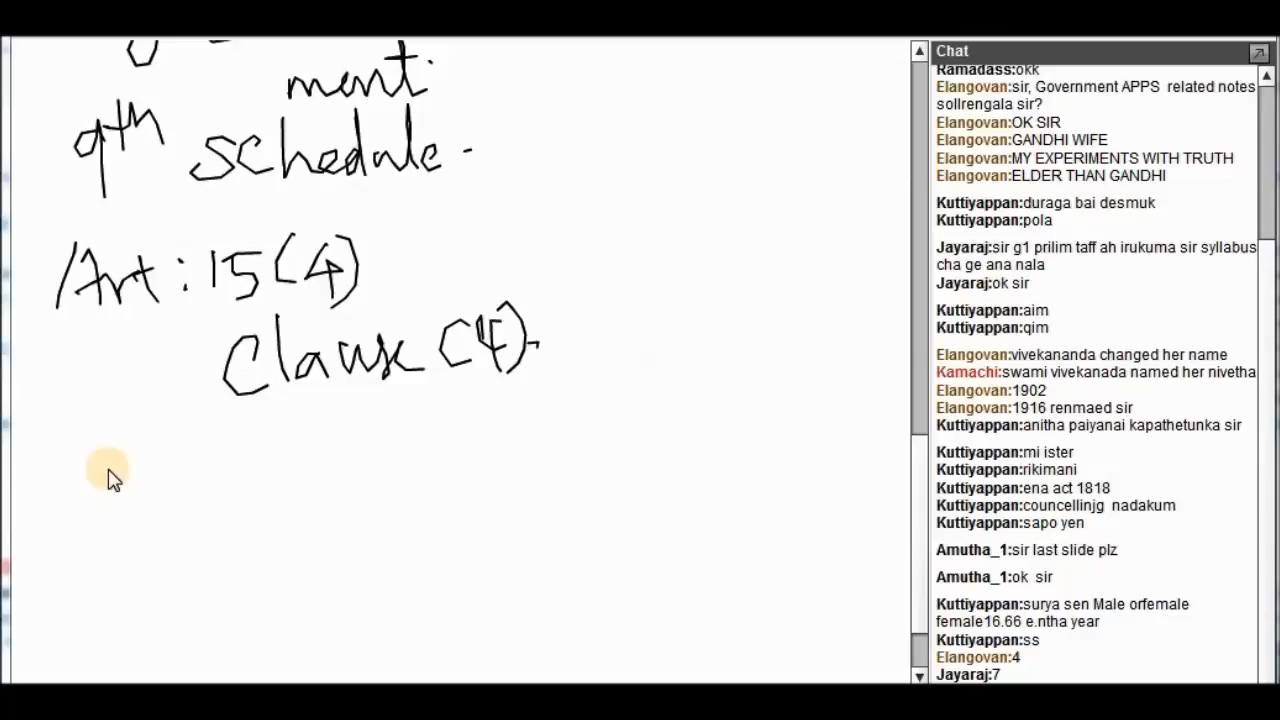 ment.
9th schedule.
Art: 15(4)
Clause (4).
Chat
Ramadass:okk
Elangovan:sir, Government APPS related notes
sollrengala sir?
Elangovan:OK SIR
Elangovan:GANDHI WIFE
Elangovan:MY EXPERIMENTS WITH TRUTH
Elangovan:ELDER THAN GANDHI
Kuttiyappan:duraga bai desmuk
Kuttiyappan:pola
Jayaraj:sir g1 prilim taff ah irukuma sir syllabus
cha ge ana nala
Jayaraj:ok sir
Kuttiyappan:aim
Kuttiyappan:qim
Elangovan:vivekananda changed her name
Kamachi:swami vivekanada named her nivetha
Elangovan:1902
Elangovan:1916 renmaed sir
Kuttiyappan:anitha paiyanai kapathetunka sir
Kuttiyappan:mi ister
Kuttiyappan:rikimani
Kuttiyappan:ena act 1818
Kuttiyappan:councellinjg nadakum
Kuttiyappan:sapo yen
Amutha_1:sir last slide plz
Amutha_1:ok sir
Kuttiyappan:surya sen Male orfemale
female16.66 e.ntha year
Kuttiyappan:ss
Elangovan:4
Jayaraj:7